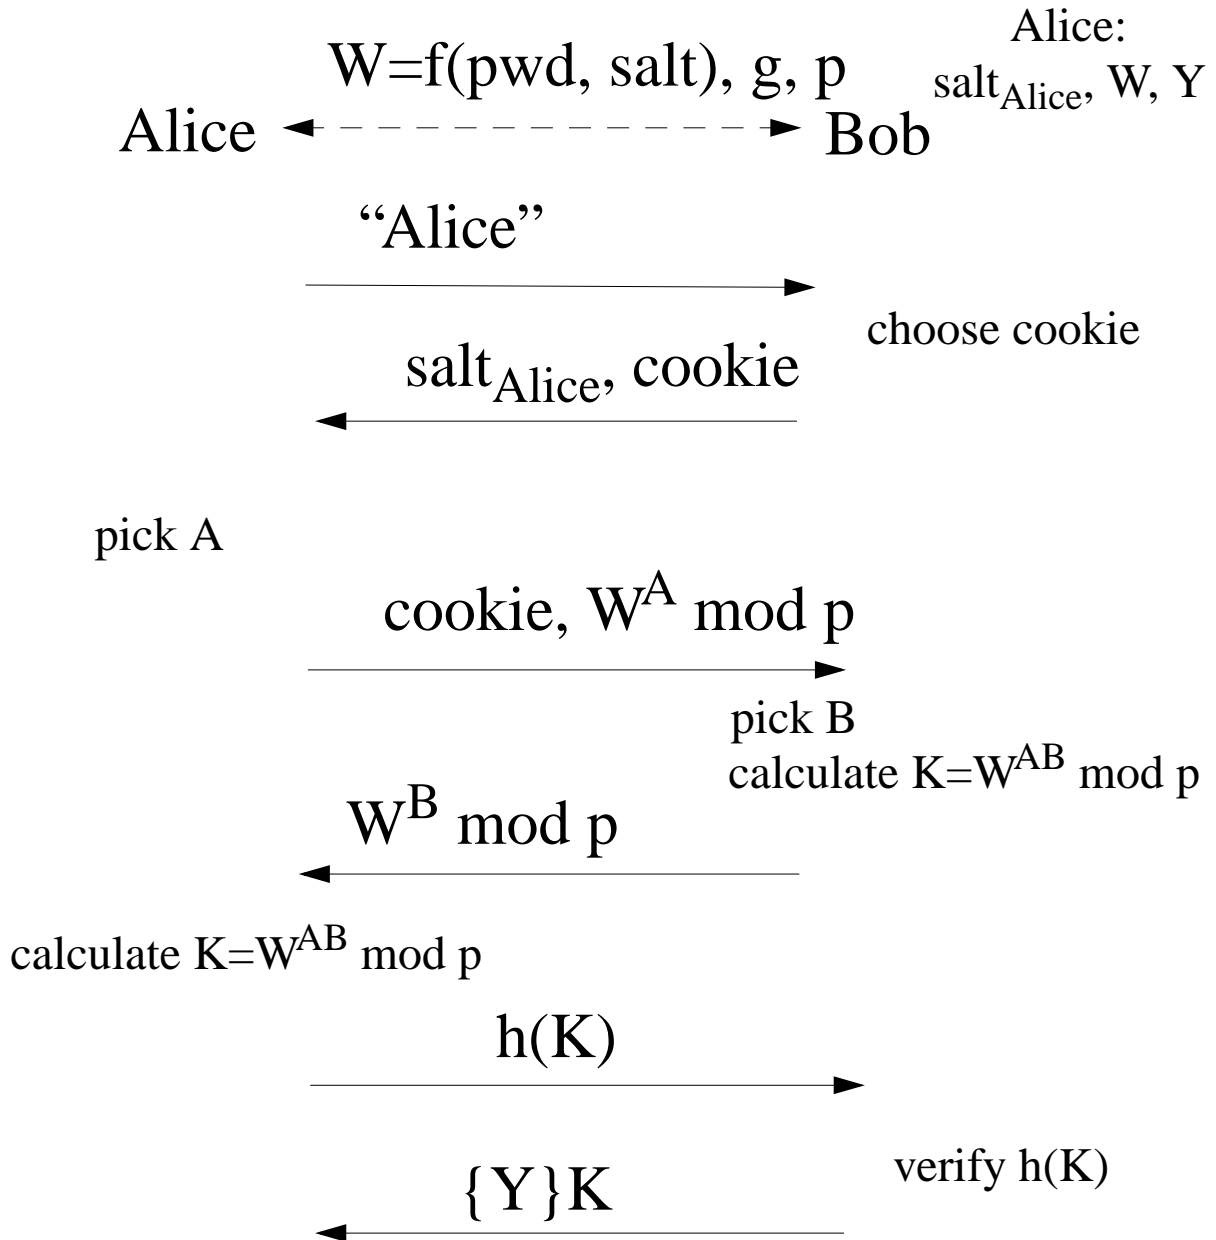 Alice:
W=f(pwd, salt), g, p
salt_Alice, W, Y
Alice
Bob
“Alice”
choose cookie
salt_Alice, cookie
pick A
cookie, W^A mod p
pick B
calculate K=W^AB mod p
W^B mod p
calculate K=W^AB mod p
h(K)
verify h(K)
{Y}K